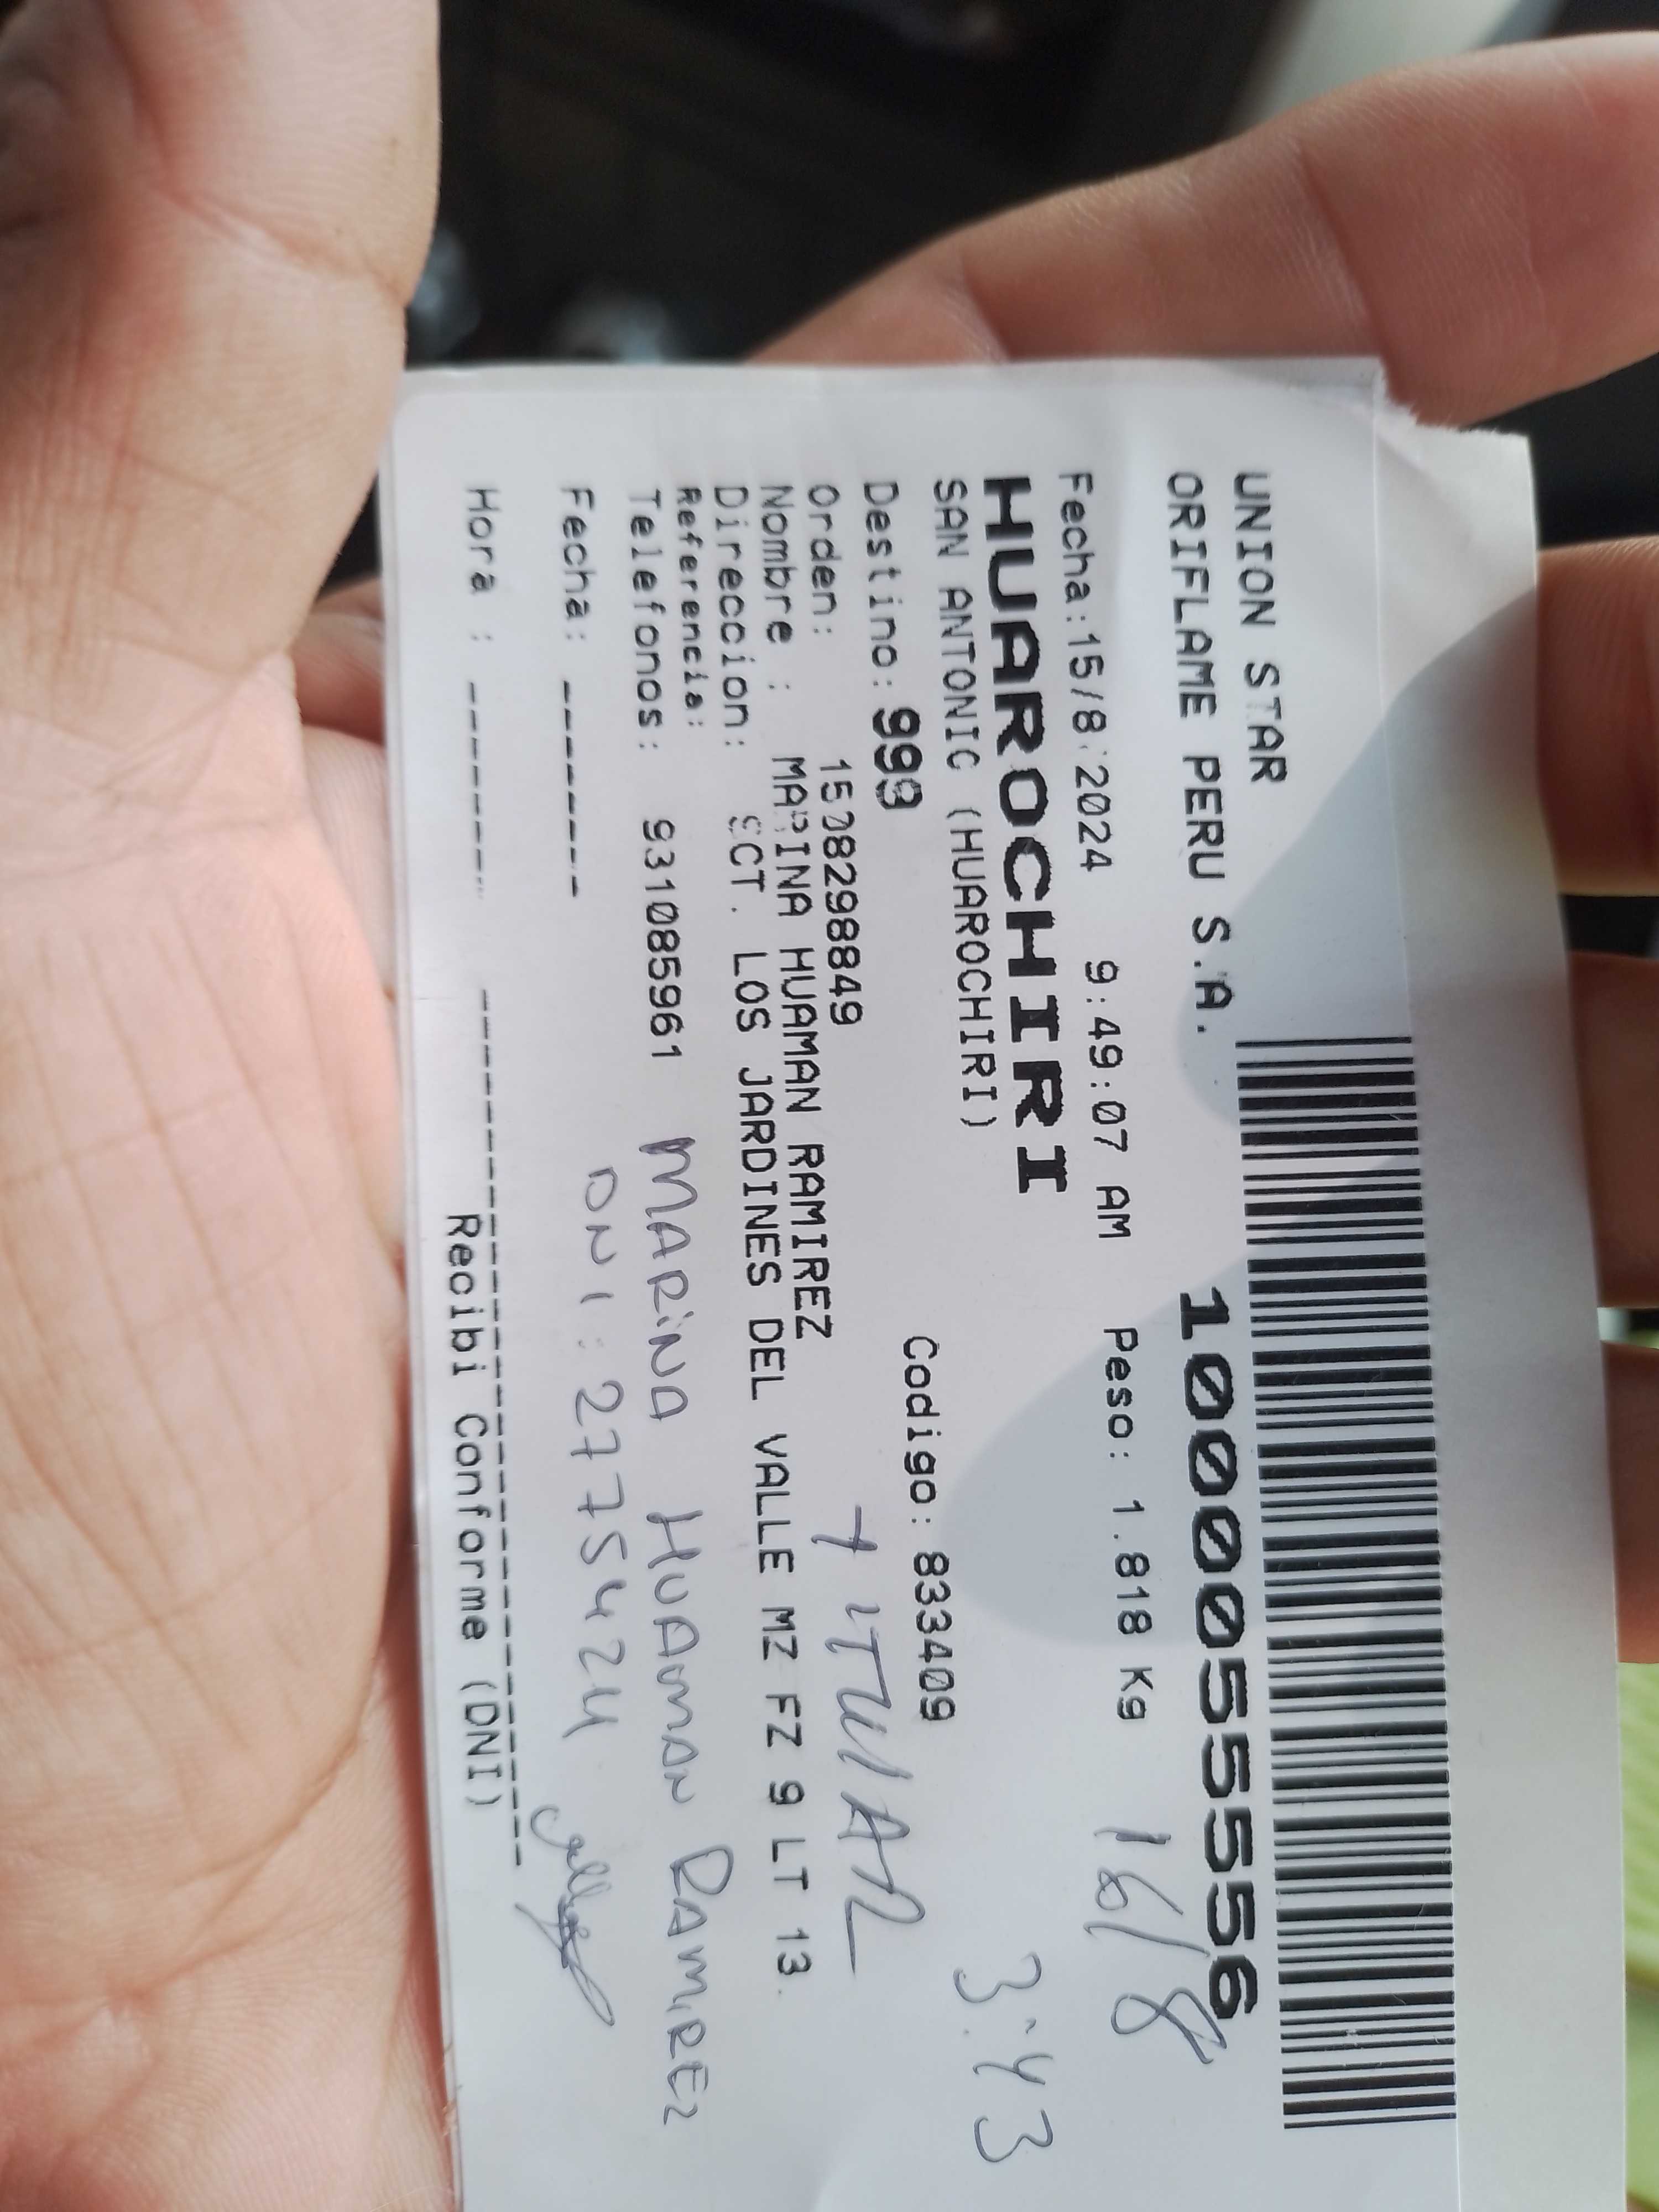 UNION STAR
ORIFLAME PERU S.A.
1000055556
Fecha:15/8/2024 9:49:07 AM Peso: 1.818 Kg
16/8
HUAROCHIRI
SAN ANTONIO (HUAROCHIRI)
3:43
Destino: 999 Codigo: 833409
Orden: 1508298849
+ TITULAR
Nombre : MARINA HUAMAN RAMIREZ
Direccion: SCT. LOS JARDINES DEL VALLE MZ FZ 9 LT 13.
Referencia:
Telefonos: 931085961
MARINA HUAMAN RAMIREZ
Fecha:
DNI: 2775424
Hora :
Recibi Conforme (DNI)